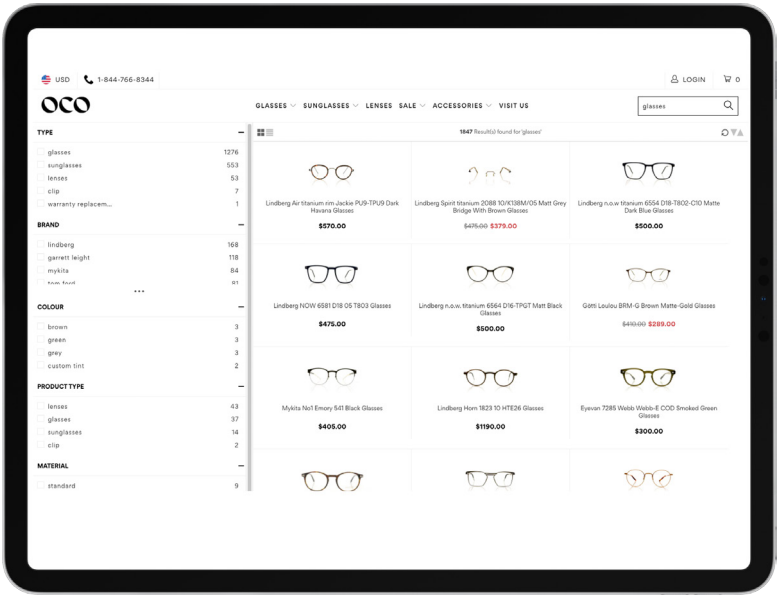 USD
1-844-766-8344
LOGIN
0
OCO
GLASSES SUNGLASSES LENSES SALE ACCESSORIES VISIT US
glasses
TYPE
glasses 1276
sunglasses 553
lenses 53
clip 7
warranty replacem... 1
BRAND
lindberg 168
garrett leight 118
mykita 84
tom ford 81
...
COLOUR
brown 3
green 3
grey 3
custom tint 2
PRODUCT TYPE
lenses 43
glasses 37
sunglasses 14
clip 2
MATERIAL
standard 9
1847 Result(s) found for 'glasses'
Lindberg Air titanium rim Jackie PU9-TPU9 Dark
Havana Glasses
$570.00
Lindberg Spirit titanium 2088 10/K138M/05 Matt Grey
Bridge With Brown Glasses
$475.00 $379.00
Lindberg n.o.w titanium 6554 D18-T802-C10 Matte
Dark Blue Glasses
$500.00
Lindberg NOW 6581 D18 05 T803 Glasses
$475.00
Lindberg n.o.w. titanium 6564 D16-TPGT Matt Black
Glasses
$500.00
Götti Loulou BRM-G Brown Matte-Gold Glasses
$410.00 $289.00
Mykita No1 Emory 541 Black Glasses
$405.00
Lindberg Horn 1823 10 HTE26 Glasses
$1190.00
Eyevan 7285 Webb Webb-E COD Smoked Green
Glasses
$300.00